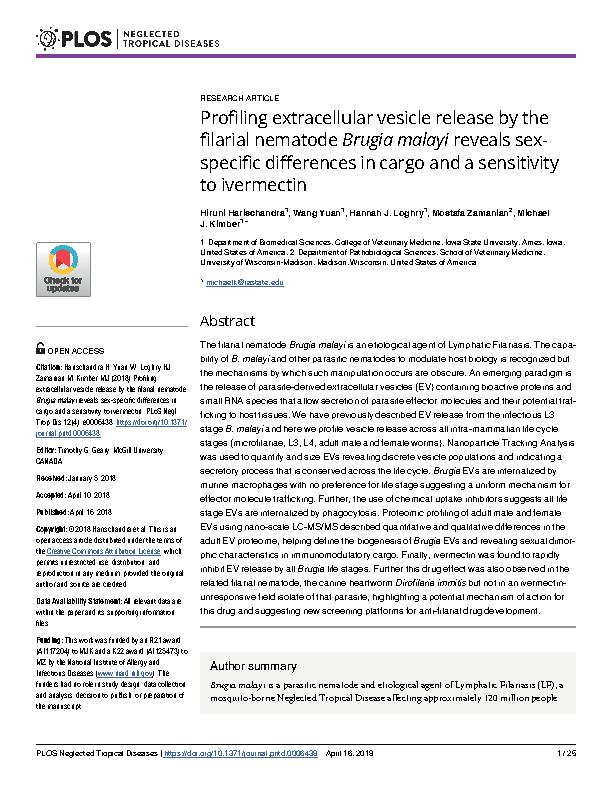 PLOS | NEGLECTED
TROPICAL DISEASES
RESEARCH ARTICLE
Profiling extracellular vesicle release by the
filarial nematode Brugia malayi reveals sex-
specific differences in cargo and a sensitivity
to ivermectin
Hiruni Harischandra1, Wang Yuan1, Hannah J. Loghry1, Mostafa Zamanian2, Michael
J. Kimber1*
1 Department of Biomedical Sciences, College of Veterinary Medicine, Iowa State University, Ames, Iowa,
United States of America, 2 Department of Pathobiological Sciences, School of Veterinary Medicine,
University of Wisconsin-Madison, Madison, Wisconsin, United States of America
* michaelk@iastate.edu
Check for
updates
OPEN ACCESS
Citation: Harischandra H, Yuan W, Loghry HJ,
Zamanian M, Kimber MJ (2018) Profiling
extracellular vesicle release by the filarial nematode
Brugia malayi reveals sex-specific differences in
cargo and a sensitivity to ivermectin. PLoS Negl
Trop Dis 12(4): e0006438. https://doi.org/10.1371/
journal.pntd.0006438
Editor: Timothy G. Geary, McGill University,
CANADA
Received: January 5, 2018
Accepted: April 10, 2018
Published: April 16, 2018
Copyright: © 2018 Harischandra et al. This is an
open access article distributed under the terms of
the Creative Commons Attribution License, which
permits unrestricted use, distribution, and
reproduction in any medium, provided the original
author and source are credited.
Data Availability Statement: All relevant data are
within the paper and its supporting information
files.
Funding: This work was funded by an R21 award
(AI117204) to MJK and a K22 award (AI125473) to
MZ by the National Institute of Allergy and
Infectious Diseases (www.niaid.nih.gov). The
funders had no role in study design, data collection
and analysis, decision to publish, or preparation of
the manuscript.
Abstract
The filarial nematode Brugia malayi is an etiological agent of Lymphatic Filariasis. The capa-
bility of B. malayi and other parasitic nematodes to modulate host biology is recognized but
the mechanisms by which such manipulation occurs are obscure. An emerging paradigm is
the release of parasite-derived extracellular vesicles (EV) containing bioactive proteins and
small RNA species that allow secretion of parasite effector molecules and their potential traf-
ficking to host tissues. We have previously described EV release from the infectious L3
stage B. malayi and here we profile vesicle release across all intra-mammalian life cycle
stages (microfilariae, L3, L4, adult male and female worms). Nanoparticle Tracking Analysis
was used to quantify and size EVs revealing discrete vesicle populations and indicating a
secretory process that is conserved across the life cycle. Brugia EVs are internalized by
murine macrophages with no preference for life stage suggesting a uniform mechanism for
effector molecule trafficking. Further, the use of chemical uptake inhibitors suggests all life
stage EVs are internalized by phagocytosis. Proteomic profiling of adult male and female
EVs using nano-scale LC-MS/MS described quantitative and qualitative differences in the
adult EV proteome, helping define the biogenesis of Brugia EVs and revealing sexual dimor-
phic characteristics in immunomodulatory cargo. Finally, ivermectin was found to rapidly
inhibit EV release by all Brugia life stages. Further this drug effect was also observed in the
related filarial nematode, the canine heartworm Dirofilaria immitis but not in an ivermectin-
unresponsive field isolate of that parasite, highlighting a potential mechanism of action for
this drug and suggesting new screening platforms for anti-filarial drug development.
Author summary
Brugia malayi is a parasitic nematode and etiological agent of Lymphatic Filariasis (LF), a
mosquito-borne Neglected Tropical Disease affecting approximately 120 million people
PLOS Neglected Tropical Diseases | https://doi.org/10.1371/journal.pntd.0006438 April 16, 2018
1 / 25